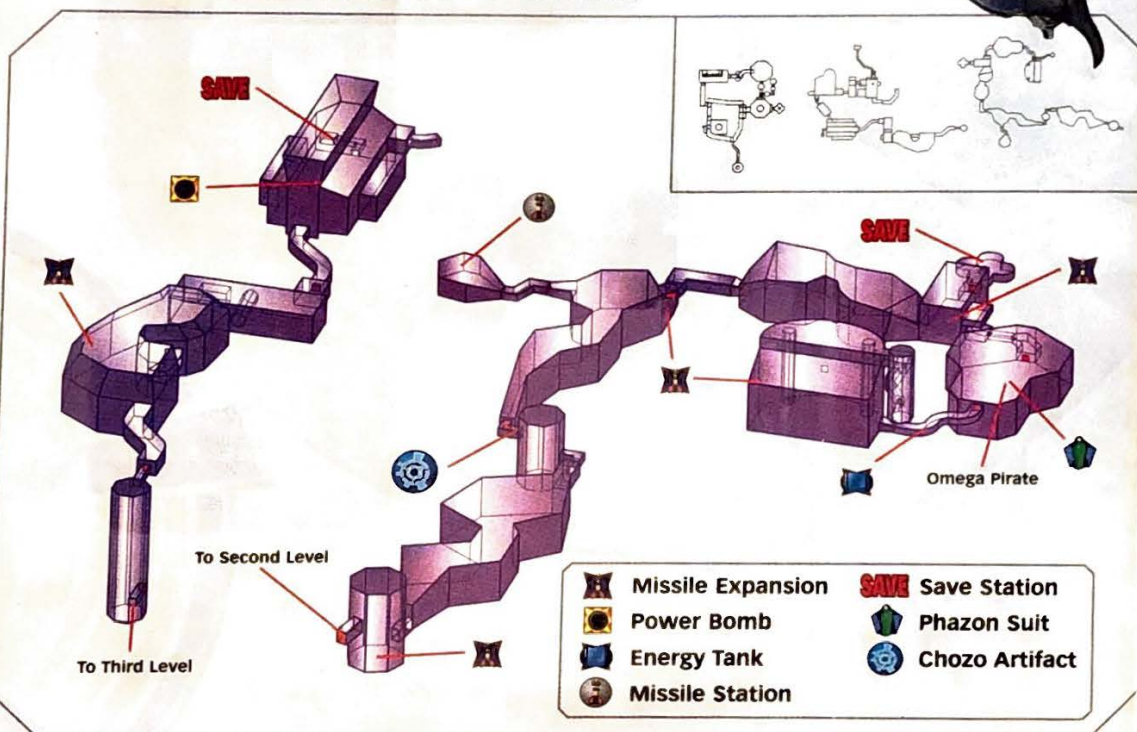 SAVE
SAVE
Omega Pirate
To Second Level
To Third Level
Missile Expansion
Power Bomb
Energy Tank
Missile Station
SAVE Save Station
Phazon Suit
Chozo Artifact